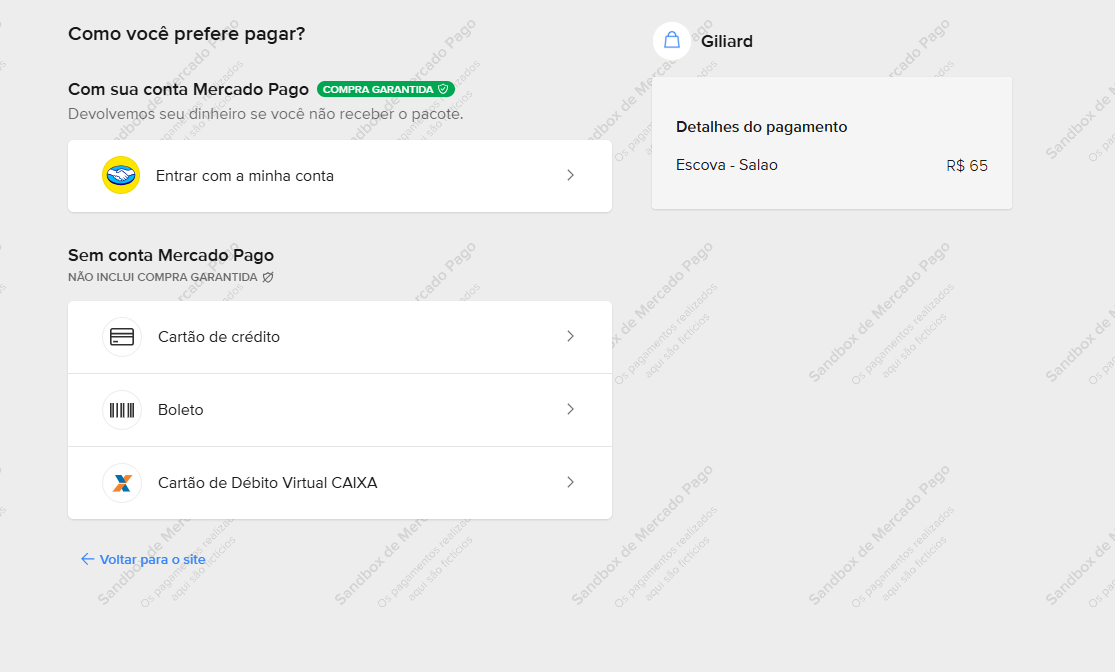 Como você prefere pagar?
Com sua conta Mercado Pago COMPRA GARANTIDA
Devolvemos seu dinheiro se você não receber o pacote.
Entrar com a minha conta
Sem conta Mercado Pago
NÃO INCLUI COMPRA GARANTIDA
Cartão de crédito
Boleto
Cartão de Débito Virtual CAIXA
Voltar para o site
Giliard
Detalhes do pagamento
Escova - Salao R$ 65
Sandbox de Mercado Pago
Os pagamentos realizados
aqui são fictícios